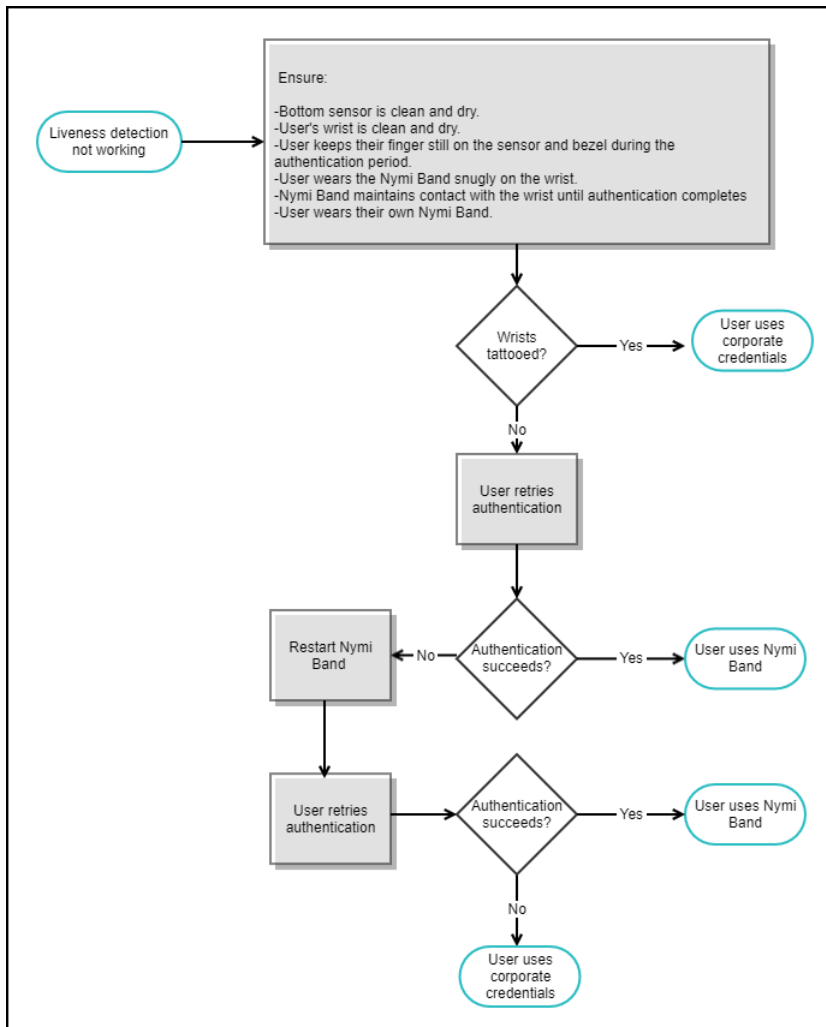 Ensure:
Liveness detection
not working
-Bottom sensor is clean and dry.
-User's wrist is clean and dry.
-User keeps their finger still on the sensor and bezel during the
authentication period.
-User wears the Nymi Band snugly on the wrist.
-Nymi Band maintains contact with the wrist until authentication completes
-User wears their own Nymi Band.
Wrists
tattooed?
Yes
User uses
corporate
credentials
No
User retries
authentication
Authentication
succeeds?
Yes
User uses Nymi
Band
No
Restart Nymi
Band
User retries
authentication
Authentication
succeeds?
Yes
User uses Nymi
Band
No
User uses
corporate
credentials